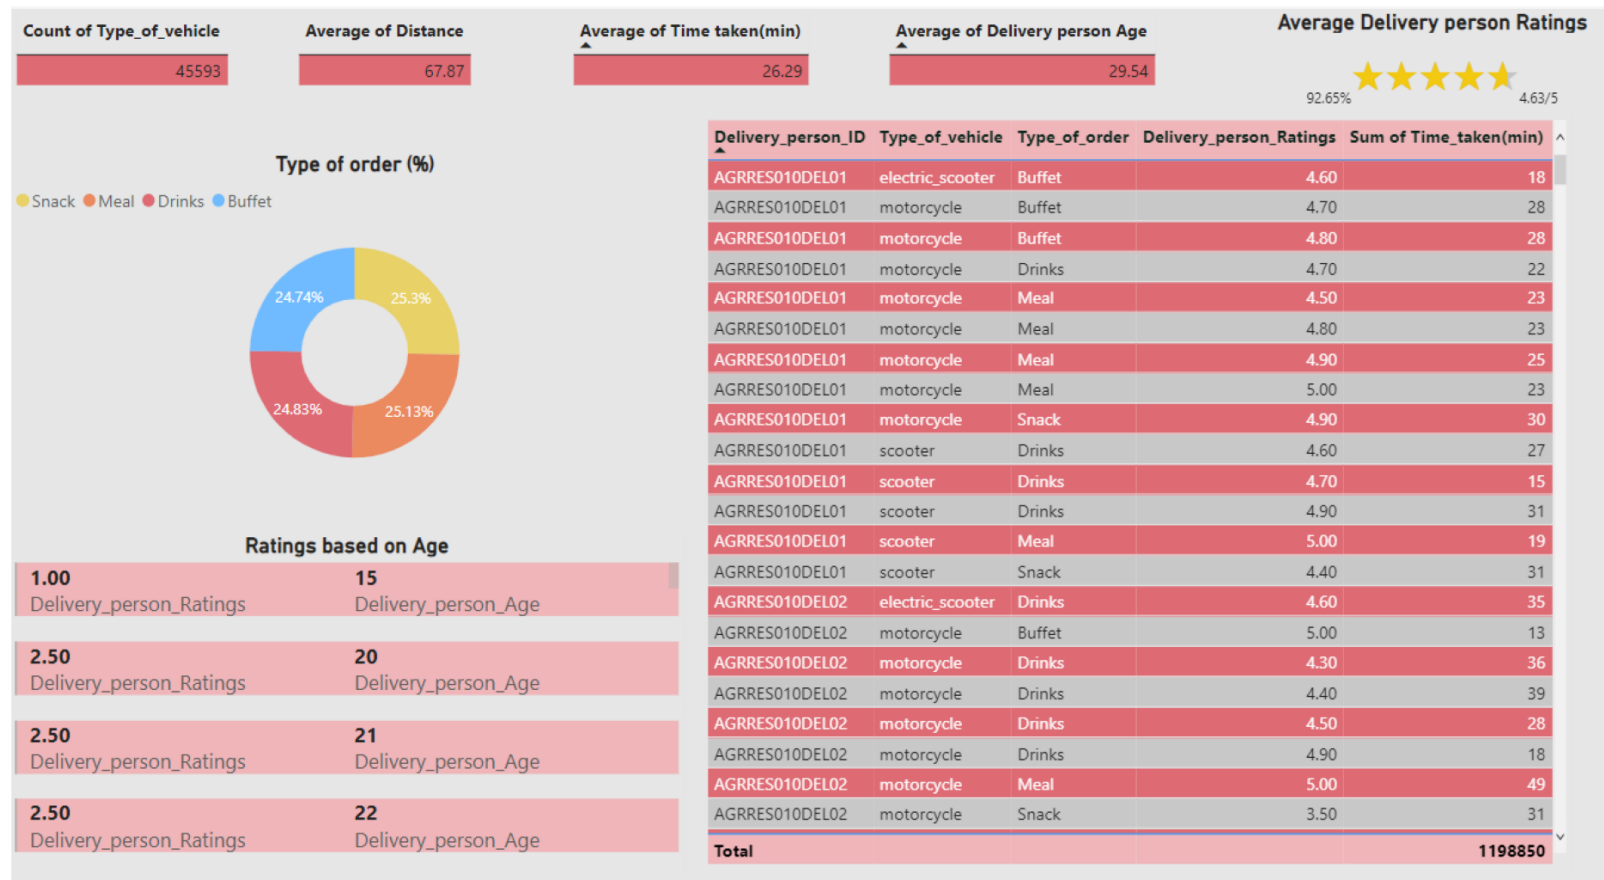 Count of Type_of_vehicle
45593
Average of Distance
67.87
Average of Time taken(min)
26.29
Average of Delivery person Age
29.54
Average Delivery person Ratings
92.65%
4.63/5
Type of order (%)
Snack Meal Drinks Buffet
24.74% 25.3%
24.83% 25.13%
Ratings based on Age
1.00 15
Delivery_person_Ratings Delivery_person_Age
2.50 20
Delivery_person_Ratings Delivery_person_Age
2.50 21
Delivery_person_Ratings Delivery_person_Age
2.50 22
Delivery_person_Ratings Delivery_person_Age
Delivery_person_ID Type_of_vehicle Type_of_order Delivery_person_Ratings Sum of Time_taken(min)
AGRRES010DEL01 electric_scooter Buffet 4.60 18
AGRRES010DEL01 motorcycle Buffet 4.70 28
AGRRES010DEL01 motorcycle Buffet 4.80 28
AGRRES010DEL01 motorcycle Drinks 4.70 22
AGRRES010DEL01 motorcycle Meal 4.50 23
AGRRES010DEL01 motorcycle Meal 4.80 23
AGRRES010DEL01 motorcycle Meal 4.90 25
AGRRES010DEL01 motorcycle Meal 5.00 23
AGRRES010DEL01 motorcycle Snack 4.90 30
AGRRES010DEL01 scooter Drinks 4.60 27
AGRRES010DEL01 scooter Drinks 4.70 15
AGRRES010DEL01 scooter Drinks 4.90 31
AGRRES010DEL01 scooter Meal 5.00 19
AGRRES010DEL01 scooter Snack 4.40 31
AGRRES010DEL02 electric_scooter Drinks 4.60 35
AGRRES010DEL02 motorcycle Buffet 5.00 13
AGRRES010DEL02 motorcycle Drinks 4.30 36
AGRRES010DEL02 motorcycle Drinks 4.40 39
AGRRES010DEL02 motorcycle Drinks 4.50 28
AGRRES010DEL02 motorcycle Drinks 4.90 18
AGRRES010DEL02 motorcycle Meal 5.00 49
AGRRES010DEL02 motorcycle Snack 3.50 31
Total 1198850